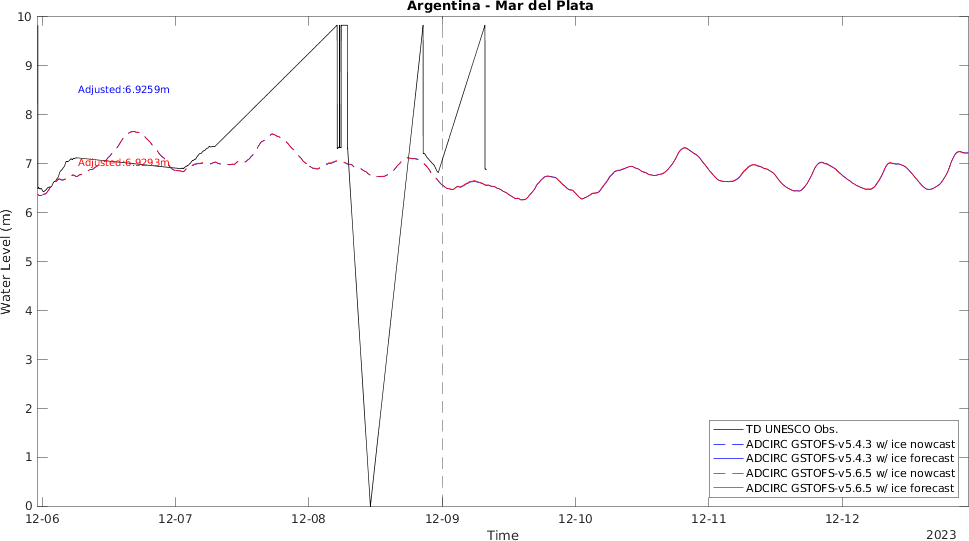 Argentina - Mar del Plata
10
9
8
7
6
5
4
3
2
1
0
Water Level (m)
Adjusted:6.9259m
Adjusted:6.9293m
TD UNESCO Obs.
ADCIRC GSTOFS-v5.4.3 w/ ice nowcast
ADCIRC GSTOFS-v5.4.3 w/ ice forecast
ADCIRC GSTOFS-v5.6.5 w/ ice nowcast
ADCIRC GSTOFS-v5.6.5 w/ ice forecast
12-06 12-07 12-08 12-09 12-10 12-11 12-12
Time
2023